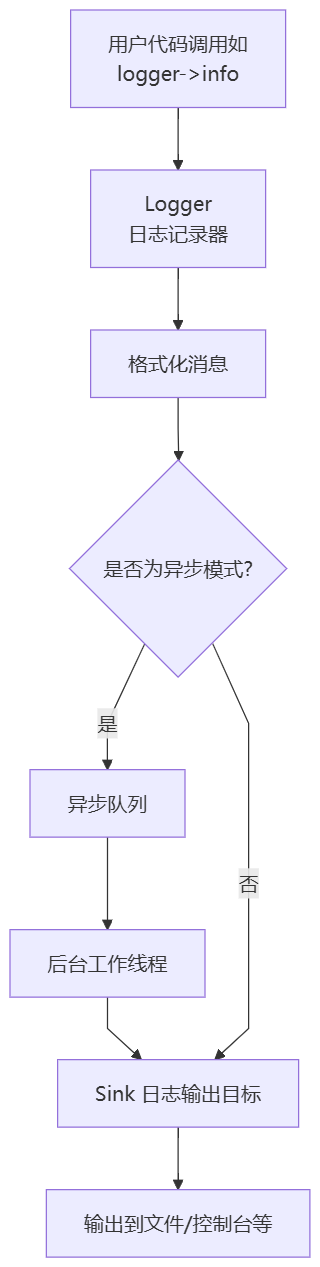 用户代码调用如
logger->info
Logger
日志记录器
格式化消息
是否为异步模式?
是
异步队列
否
后台工作线程
Sink 日志输出目标
输出到文件/控制台等